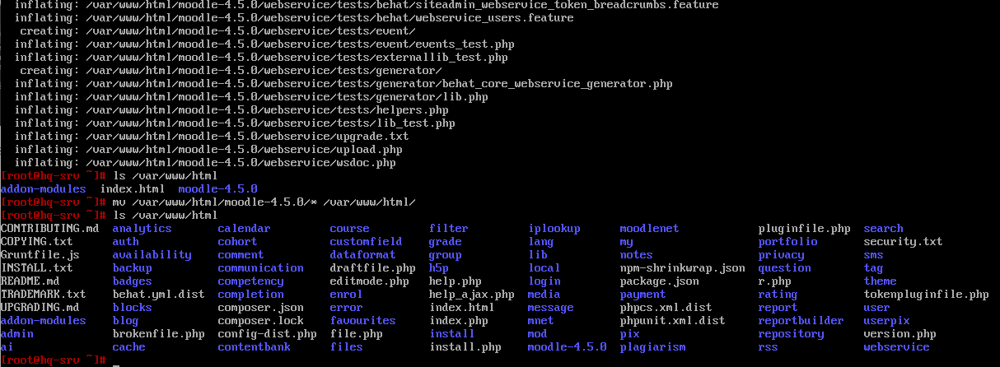 inflating: /var/www/html/moodle-4.5.0/webservice/tests/behat/siteadmin_webservice_token_breadcrumbs.feature
inflating: /var/www/html/moodle-4.5.0/webservice/tests/behat/webservice_users.feature
creating: /var/www/html/moodle-4.5.0/webservice/tests/event/
inflating: /var/www/html/moodle-4.5.0/webservice/tests/event/events_test.php
inflating: /var/www/html/moodle-4.5.0/webservice/tests/externallib_test.php
creating: /var/www/html/moodle-4.5.0/webservice/tests/generator/
inflating: /var/www/html/moodle-4.5.0/webservice/tests/generator/behat_core_webservice_generator.php
inflating: /var/www/html/moodle-4.5.0/webservice/tests/generator/lib.php
inflating: /var/www/html/moodle-4.5.0/webservice/tests/helpers.php
inflating: /var/www/html/moodle-4.5.0/webservice/tests/lib_test.php
inflating: /var/www/html/moodle-4.5.0/webservice/upgrade.txt
inflating: /var/www/html/moodle-4.5.0/webservice/upload.php
inflating: /var/www/html/moodle-4.5.0/webservice/wsdoc.php
[root@hq-srv ~]# ls /var/www/html
addon-modules index.html moodle-4.5.0
[root@hq-srv ~]# mv /var/www/html/moodle-4.5.0/* /var/www/html/
[root@hq-srv ~]# ls /var/www/html
CONTRIBUTING.md analytics calendar course filter iplookup moodlenet pluginfile.php search
COPYING.txt auth cohort customfield grade lang my portfolio security.txt
Gruntfile.js availability comment dataformat group lib notes privacy sms
INSTALL.txt backup communication draftfile.php h5p local npm-shrinkwrap.json question tag
README.md badges competency editmode.php help.php login package.json r.php theme
TRADEMARK.txt behat.yml.dist completion enrol help_ajax.php media payment rating tokenpluginfile.php
UPGRADING.md blocks composer.json error index.html message phpcs.xml.dist report user
addon-modules blog composer.lock favourites index.php mnet phpunit.xml.dist reportbuilder userpix
admin brokenfile.php config-dist.php file.php install mod pix repository version.php
ai cache contentbank files install.php moodle-4.5.0 plagiarism rss webservice
[root@hq-srv ~]# _